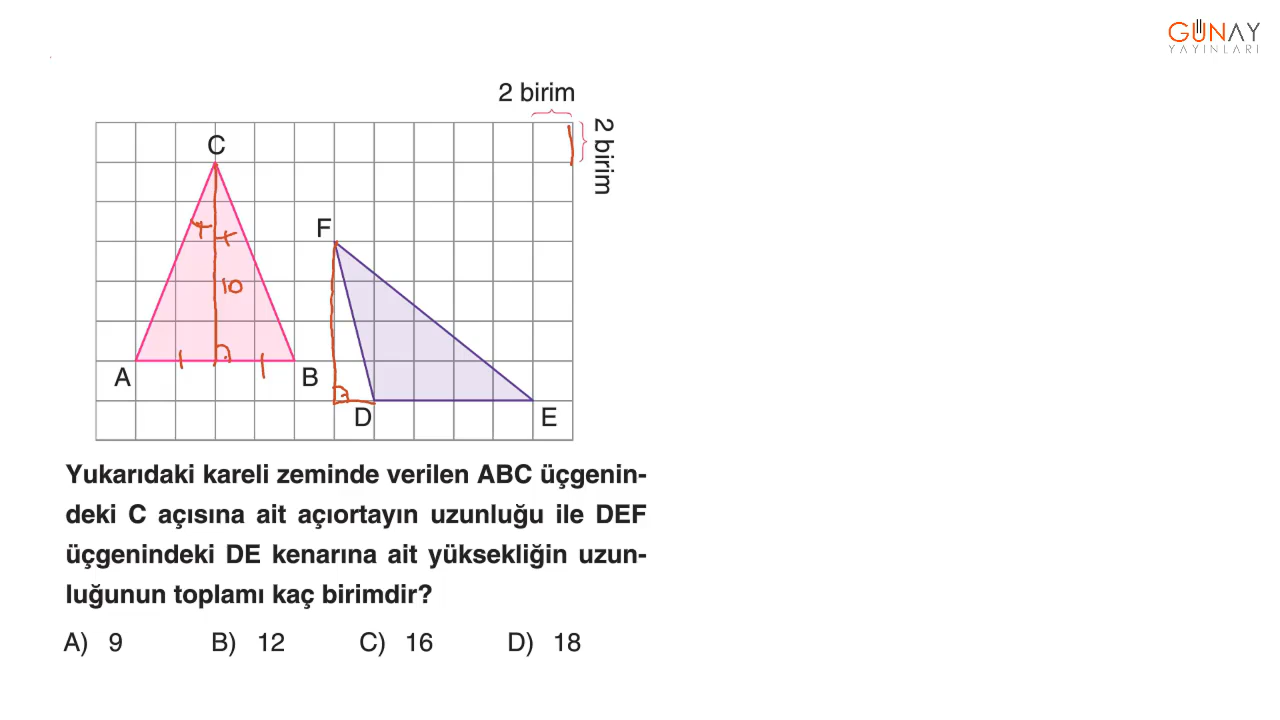 GÜNAY
YAYINLARI
2 birim
2 birim
C
F
10
A
B
D
E
Yukarıdaki kareli zeminde verilen ABC üçgenin-
deki C açısına ait açıortayın uzunluğu ile DEF
üçgenindeki DE kenarına ait yüksekliğin uzun-
luğunun toplamı kaç birimdir?
A) 9 B) 12 C) 16 D) 18